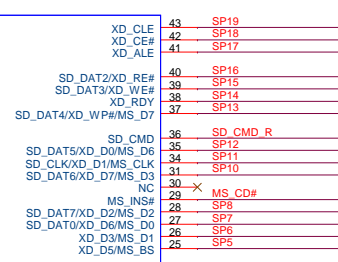 XD_CLE 43 SP19
XD_CE# 42 SP18
XD_ALE 41 SP17
SD_DAT2/XD_RE# 40 SP16
SD_DAT3/XD_WE# 39 SP15
XD_RDY 38 SP14
SD_DAT4/XD_WP#/MS_D7 37 SP13
SD_CMD 36 SD_CMD_R
SD_DAT5/XD_D0/MS_D6 35 SP12
SD_CLK/XD_D1/MS_CLK 34 SP11
SD_DAT6/XD_D7/MS_D3 31 SP10
NC 30
MS_INS# 29 MS_CD#
SD_DAT7/XD_D2/MS_D2 28 SP8
SD_DAT0/XD_D6/MS_D0 27 SP7
XD_D3/MS_D1 26 SP6
XD_D5/MS_BS 25 SP5